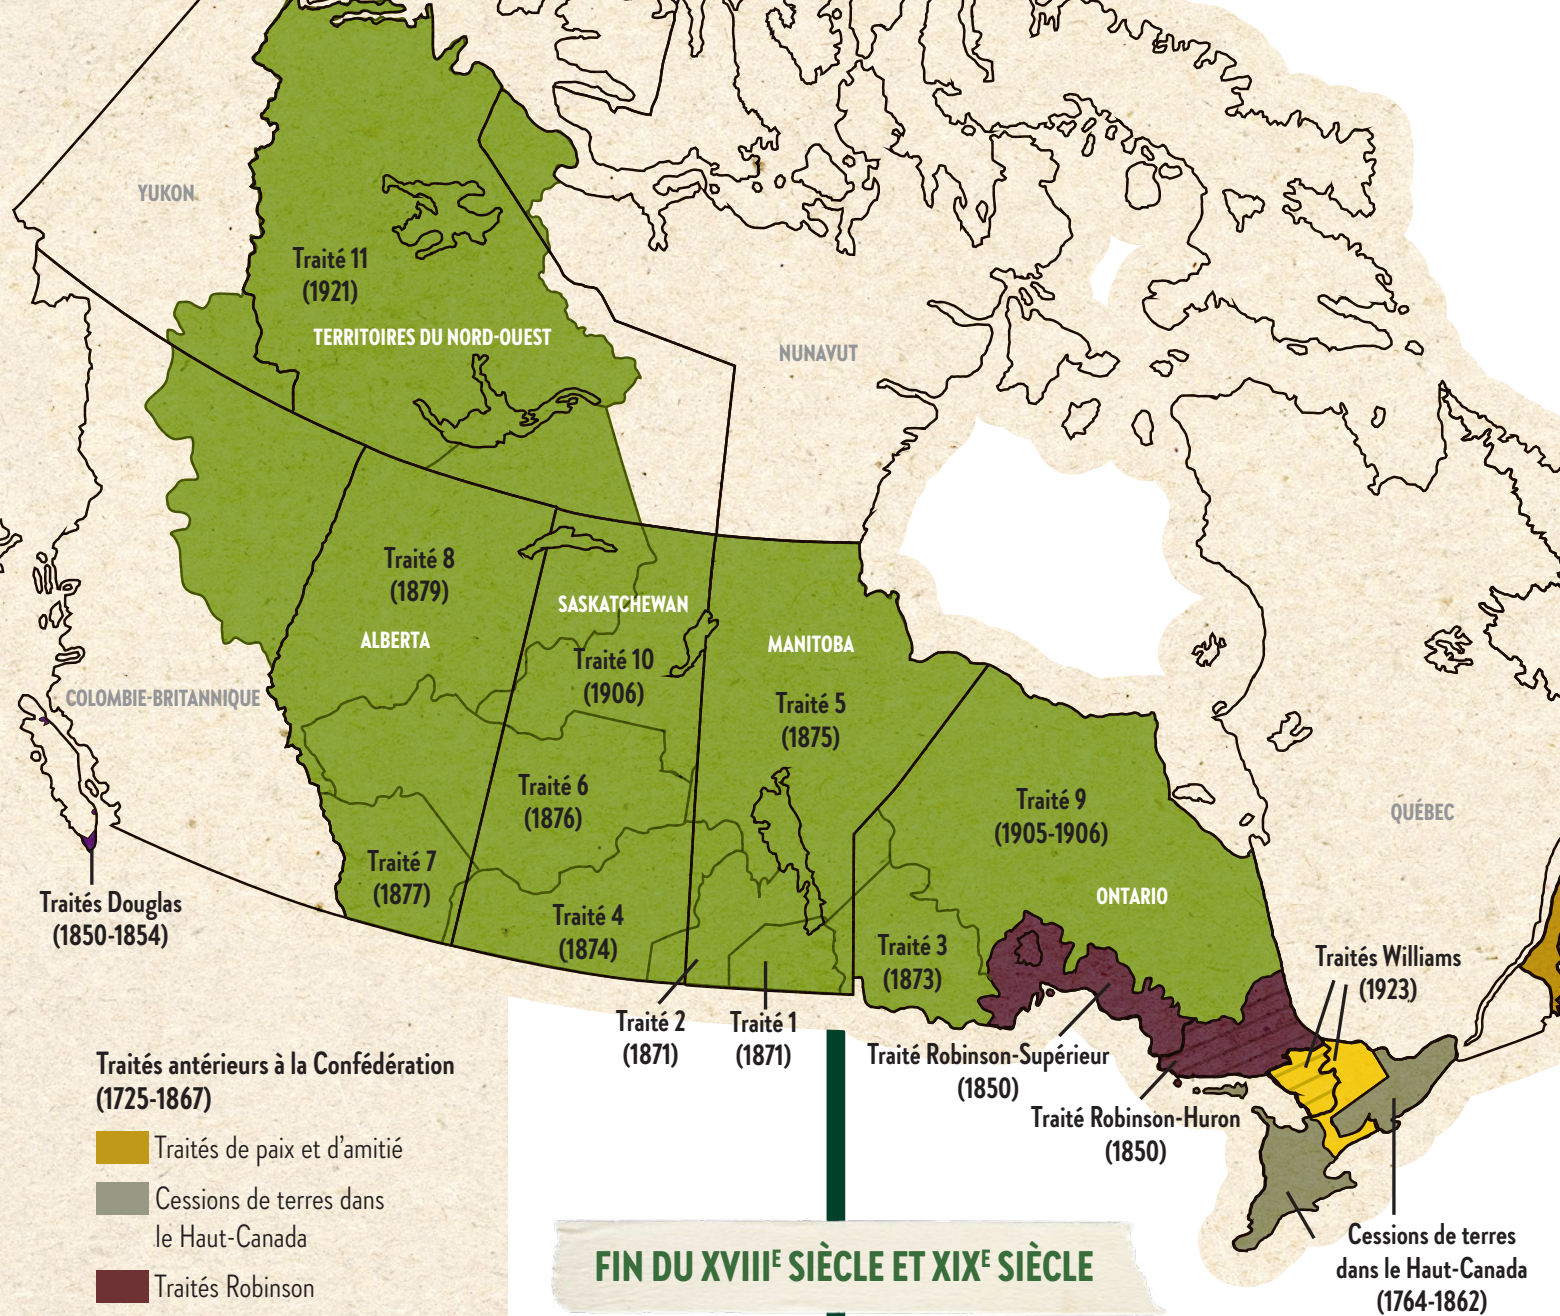 YUKON
Traité 11
(1921)
TERRITOIRES DU NORD-OUEST
NUNAVUT
Traité 8
(1879)
ALBERTA
SASKATCHEWAN
Traité 10
(1906)
MANITOBA
Traité 5
(1875)
COLOMBIE-BRITANNIQUE
Traité 6
(1876)
Traité 9
(1905-1906)
QUÉBEC
Traité 7
(1877)
Traités Douglas
(1850-1854)
Traité 4
(1874)
ONTARIO
Traité 3
(1873)
Traités Williams
(1923)
Traité 2
(1871)
Traité 1
(1871)
Traité Robinson-Supérieur
(1850)
Traité Robinson-Huron
(1850)
Cessions de terres
dans le Haut-Canada
(1764-1862)
Traités antérieurs à la Confédération
(1725-1867)
Traités de paix et d'amitié
Cessions de terres dans
le Haut-Canada
Traités Robinson
FIN DU XVIIIE SIÈCLE ET XIXE SIÈCLE